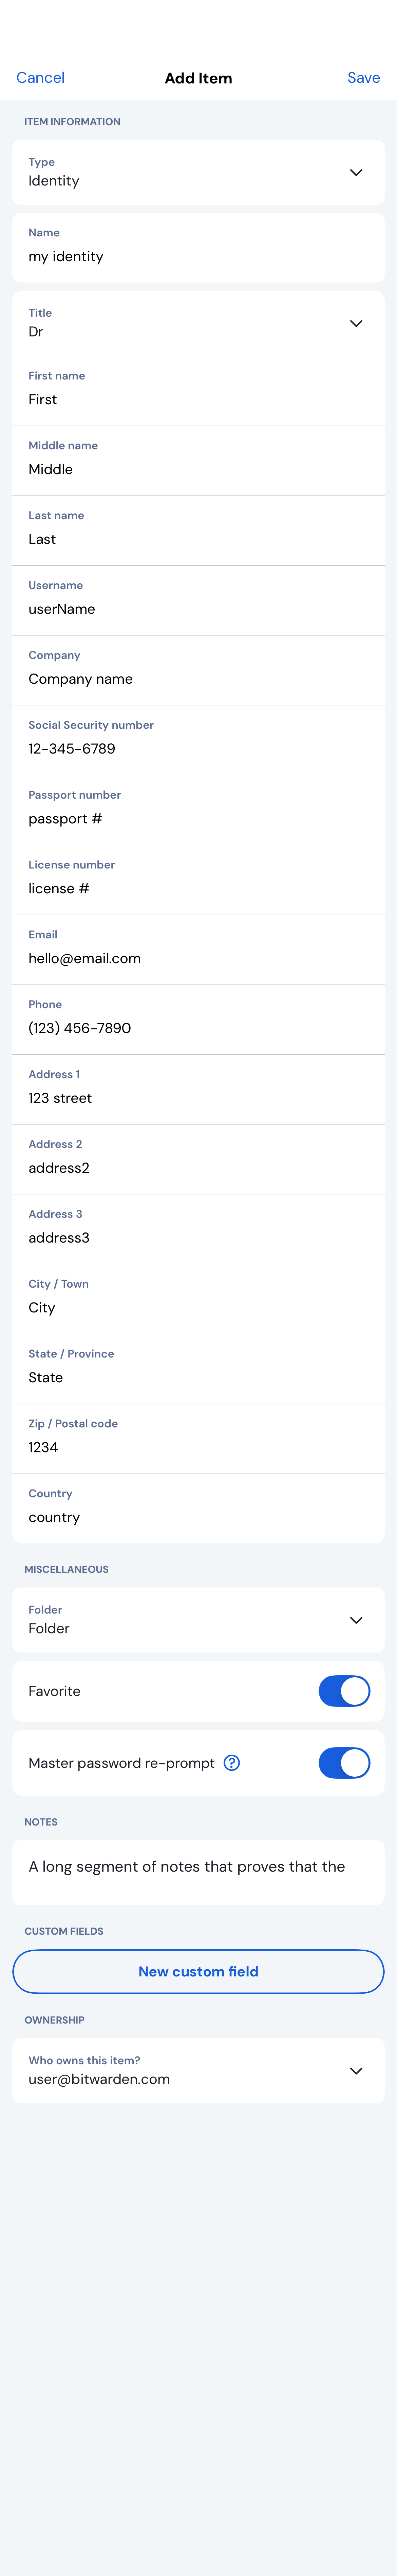 Cancel Add Item Save
ITEM INFORMATION
Type
Identity
Name
my identity
Title
Dr
First name
First
Middle name
Middle
Last name
Last
Username
userName
Company
Company name
Social Security number
12-345-6789
Passport number
passport #
License number
license #
Email
hello@email.com
Phone
(123) 456-7890
Address 1
123 street
Address 2
address2
Address 3
address3
City / Town
City
State / Province
State
Zip / Postal code
1234
Country
country
MISCELLANEOUS
Folder
Folder
Favorite
Master password re-prompt ?
NOTES
A long segment of notes that proves that the
CUSTOM FIELDS
New custom field
OWNERSHIP
Who owns this item?
user@bitwarden.com